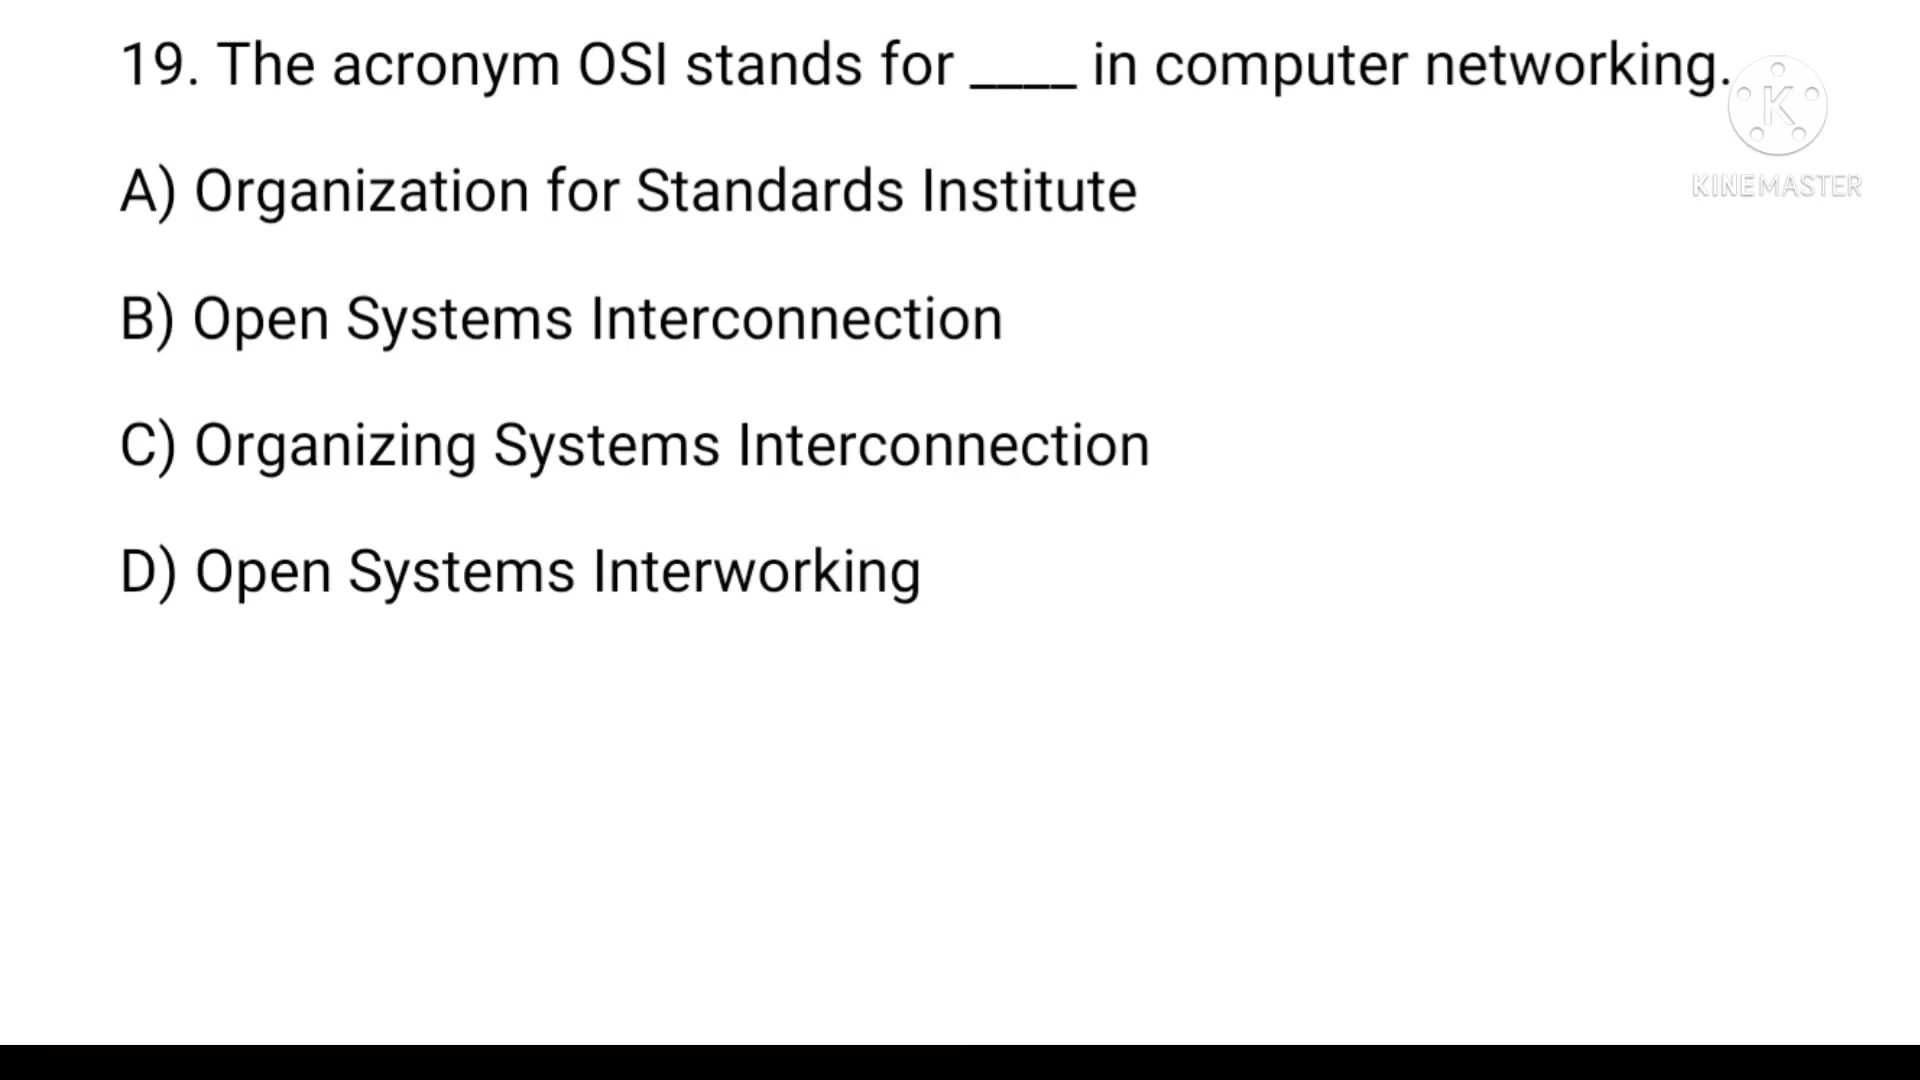 19. The acronym OSI stands for ____ in computer networking.
K
KINEMASTER
A) Organization for Standards Institute
B) Open Systems Interconnection
C) Organizing Systems Interconnection
D) Open Systems Interworking